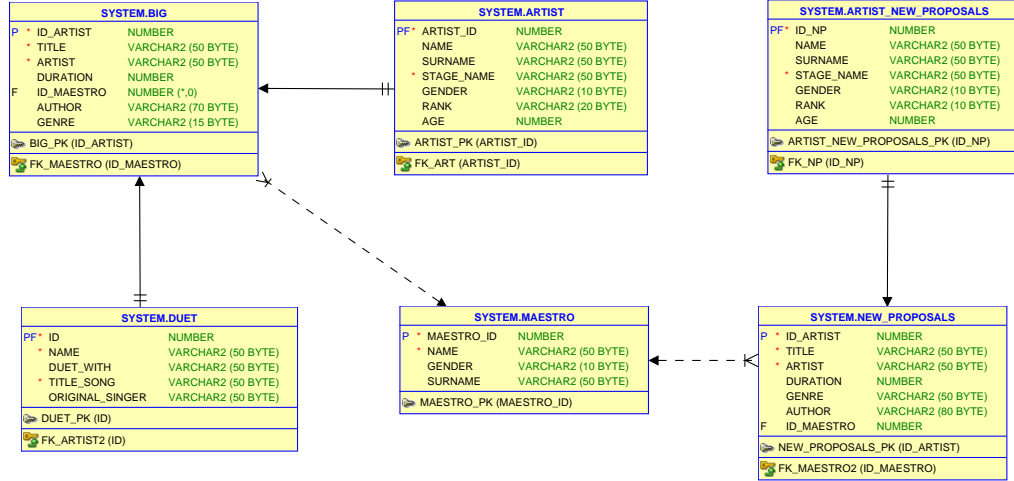 SYSTEM.BIG
P * ID_ARTIST NUMBER
* TITLE VARCHAR2 (50 BYTE)
* ARTIST VARCHAR2 (50 BYTE)
DURATION NUMBER
F ID_MAESTRO NUMBER (*,0)
AUTHOR VARCHAR2 (70 BYTE)
GENRE VARCHAR2 (15 BYTE)
BIG_PK (ID_ARTIST)
FK_MAESTRO (ID_MAESTRO)
SYSTEM.ARTIST
PF* ARTIST_ID NUMBER
NAME VARCHAR2 (50 BYTE)
SURNAME VARCHAR2 (50 BYTE)
* STAGE_NAME VARCHAR2 (50 BYTE)
GENDER VARCHAR2 (10 BYTE)
RANK VARCHAR2 (20 BYTE)
AGE NUMBER
ARTIST_PK (ARTIST_ID)
FK_ART (ARTIST_ID)
SYSTEM.ARTIST_NEW_PROPOSALS
PF* ID_NP NUMBER
NAME VARCHAR2 (50 BYTE)
SURNAME VARCHAR2 (50 BYTE)
* STAGE_NAME VARCHAR2 (50 BYTE)
GENDER VARCHAR2 (10 BYTE)
RANK VARCHAR2 (10 BYTE)
AGE NUMBER
ARTIST_NEW_PROPOSALS_PK (ID_NP)
FK_NP (ID_NP)
SYSTEM.DUET
PF* ID NUMBER
* NAME VARCHAR2 (50 BYTE)
DUET_WITH VARCHAR2 (50 BYTE)
* TITLE_SONG VARCHAR2 (50 BYTE)
ORIGINAL_SINGER VARCHAR2 (50 BYTE)
DUET_PK (ID)
FK_ARTIST2 (ID)
SYSTEM.MAESTRO
P * MAESTRO_ID NUMBER
* NAME VARCHAR2 (50 BYTE)
GENDER VARCHAR2 (10 BYTE)
SURNAME VARCHAR2 (50 BYTE)
MAESTRO_PK (MAESTRO_ID)
SYSTEM.NEW_PROPOSALS
P * ID_ARTIST NUMBER
* TITLE VARCHAR2 (50 BYTE)
* ARTIST VARCHAR2 (50 BYTE)
DURATION NUMBER
GENRE VARCHAR2 (50 BYTE)
AUTHOR VARCHAR2 (80 BYTE)
F ID_MAESTRO NUMBER
NEW_PROPOSALS_PK (ID_ARTIST)
FK_MAESTRO2 (ID_MAESTRO)